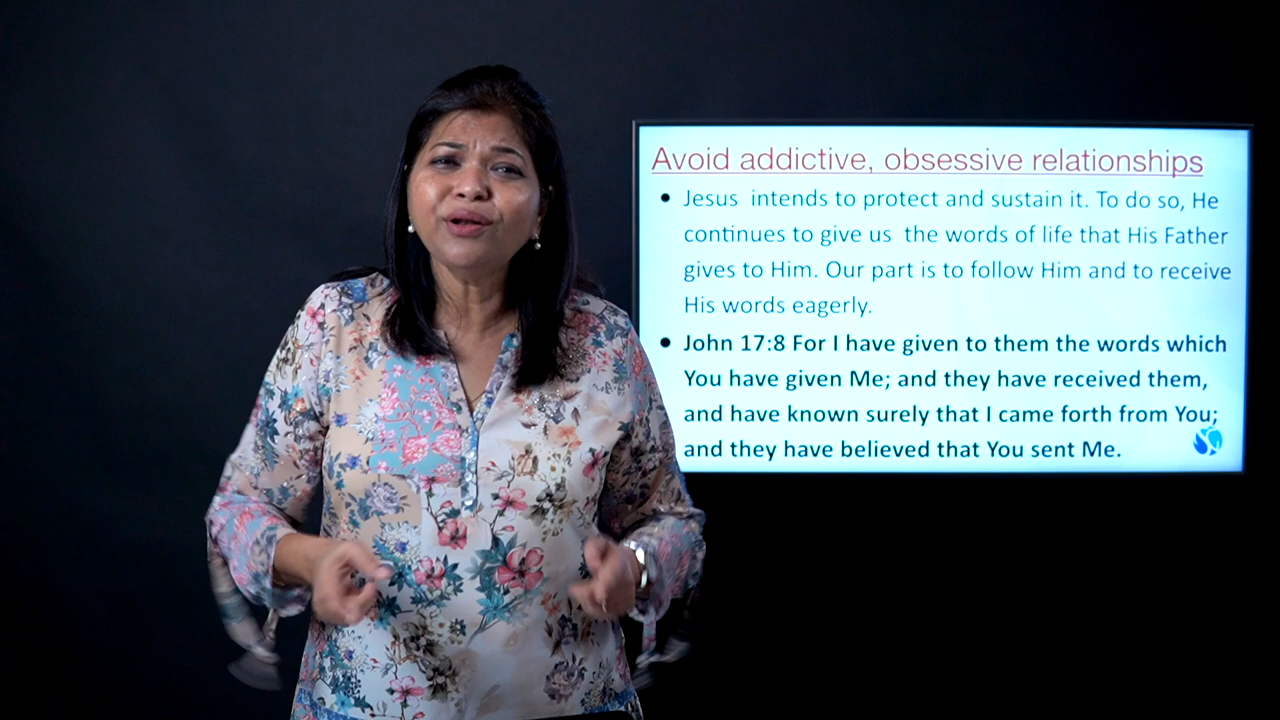 Avoid addictive, obsessive relationships
• Jesus  intends to protect and sustain it. To do so, He
continues to give us  the words of life that His Father
gives to Him. Our part is to follow Him and to receive
His words eagerly.
• John 17:8 For I have given to them the words which
You have given Me; and they have received them,
and have known surely that I came forth from You;
and they have believed that You sent Me.